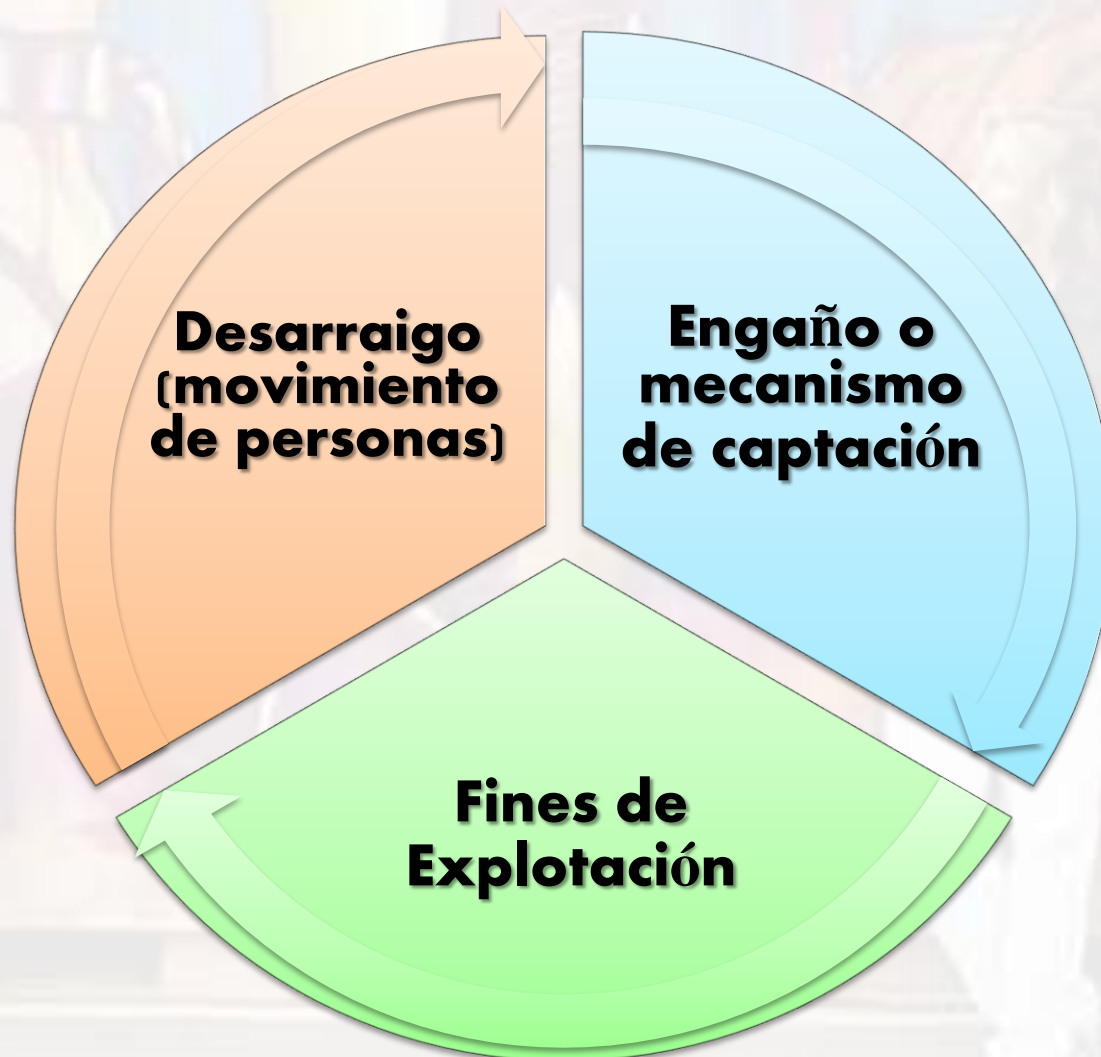 Desarraigo
(movimiento
de personas)
Engaño o
mecanismo
de captación
Fines de
Explotación